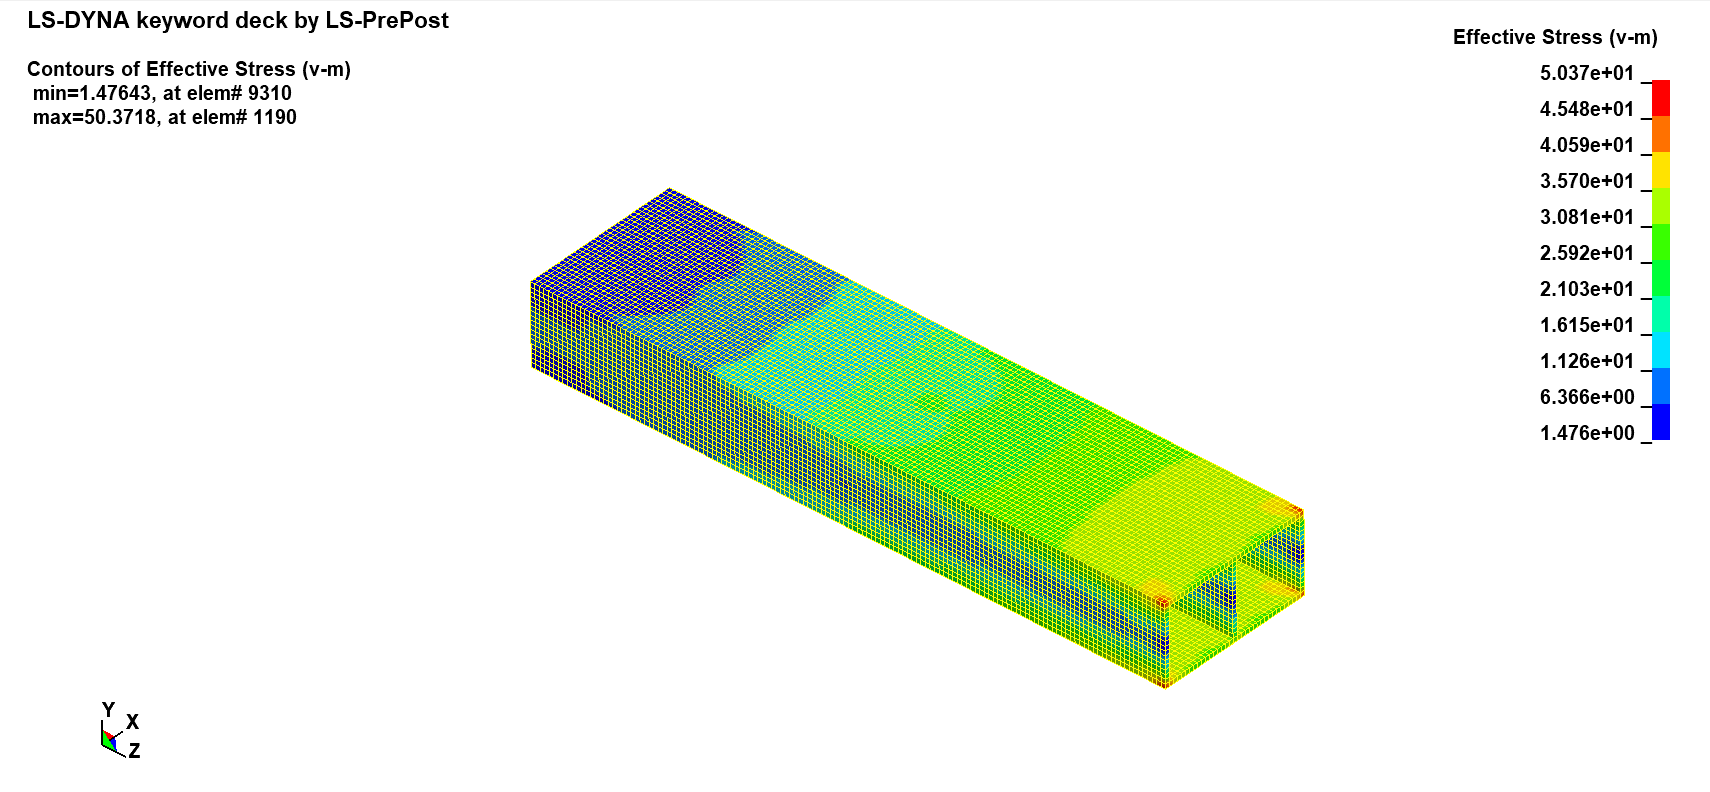 LS-DYNA keyword deck by LS-PrePost
Contours of Effective Stress (v-m)
min=1.47643, at elem# 9310
max=50.3718, at elem# 1190
Effective Stress (v-m)
5.037e+01
4.548e+01
4.059e+01
3.570e+01
3.081e+01
2.592e+01
2.103e+01
1.615e+01
1.126e+01
6.366e+00
1.476e+00
Y
X
Z